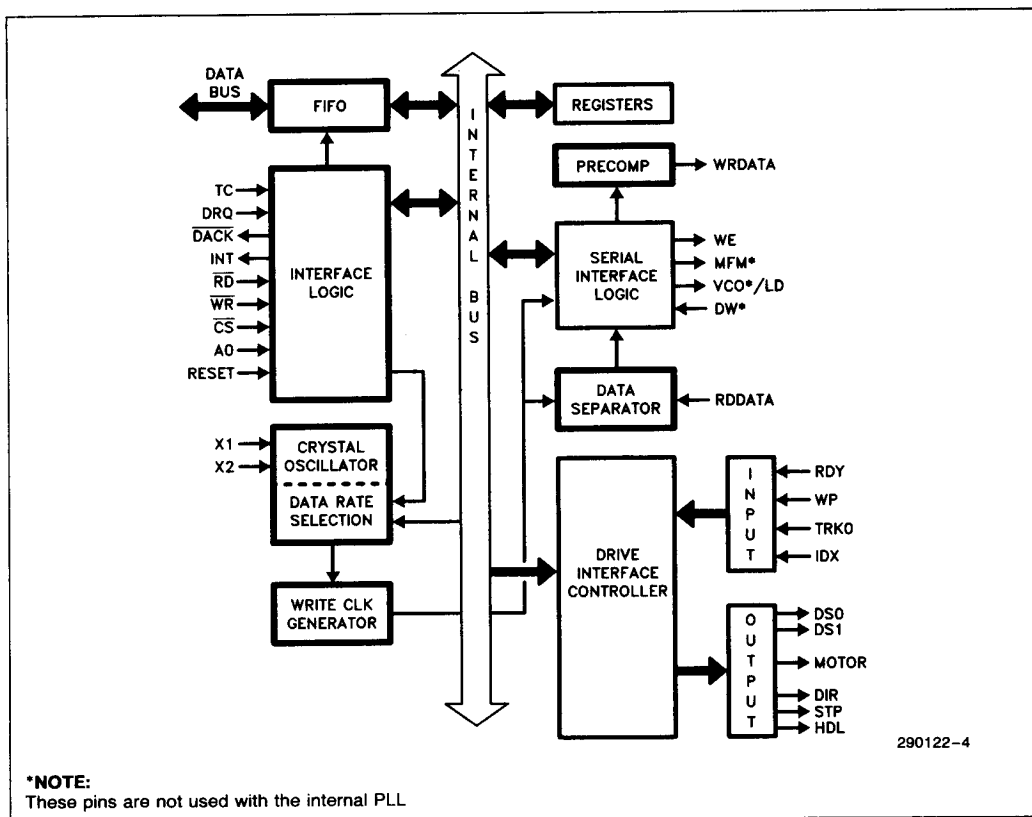 DATA
BUS
FIFO
REGISTERS
INTERNAL BUS
PRECOMP
WRDATA
TC
DRQ
DACK
INT
RD
WR
CS
A0
RESET
INTERFACE
LOGIC
SERIAL
INTERFACE
LOGIC
WE
MFM*
VCO*/LD
DW*
DATA
SEPARATOR
RDDATA
X1
X2
CRYSTAL
OSCILLATOR
DATA RATE
SELECTION
WRITE CLK
GENERATOR
DRIVE
INTERFACE
CONTROLLER
INPUT
RDY
WP
TRK0
IDX
OUTPUT
DS0
DS1
MOTOR
DIR
STP
HDL
290122-4
*NOTE:
These pins are not used with the internal PLL